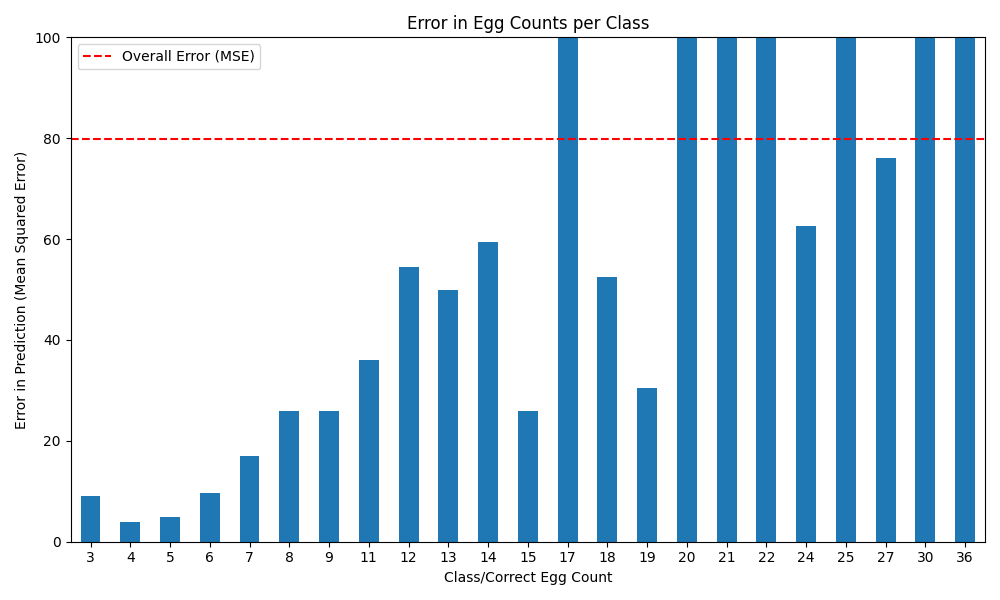 Error in Egg Counts per Class
Overall Error (MSE)
Error in Prediction (Mean Squared Error)
100
80
60
40
20
0
3 4 5 6 7 8 9 11 12 13 14 15 17 18 19 20 21 22 24 25 27 30 36
Class/Correct Egg Count